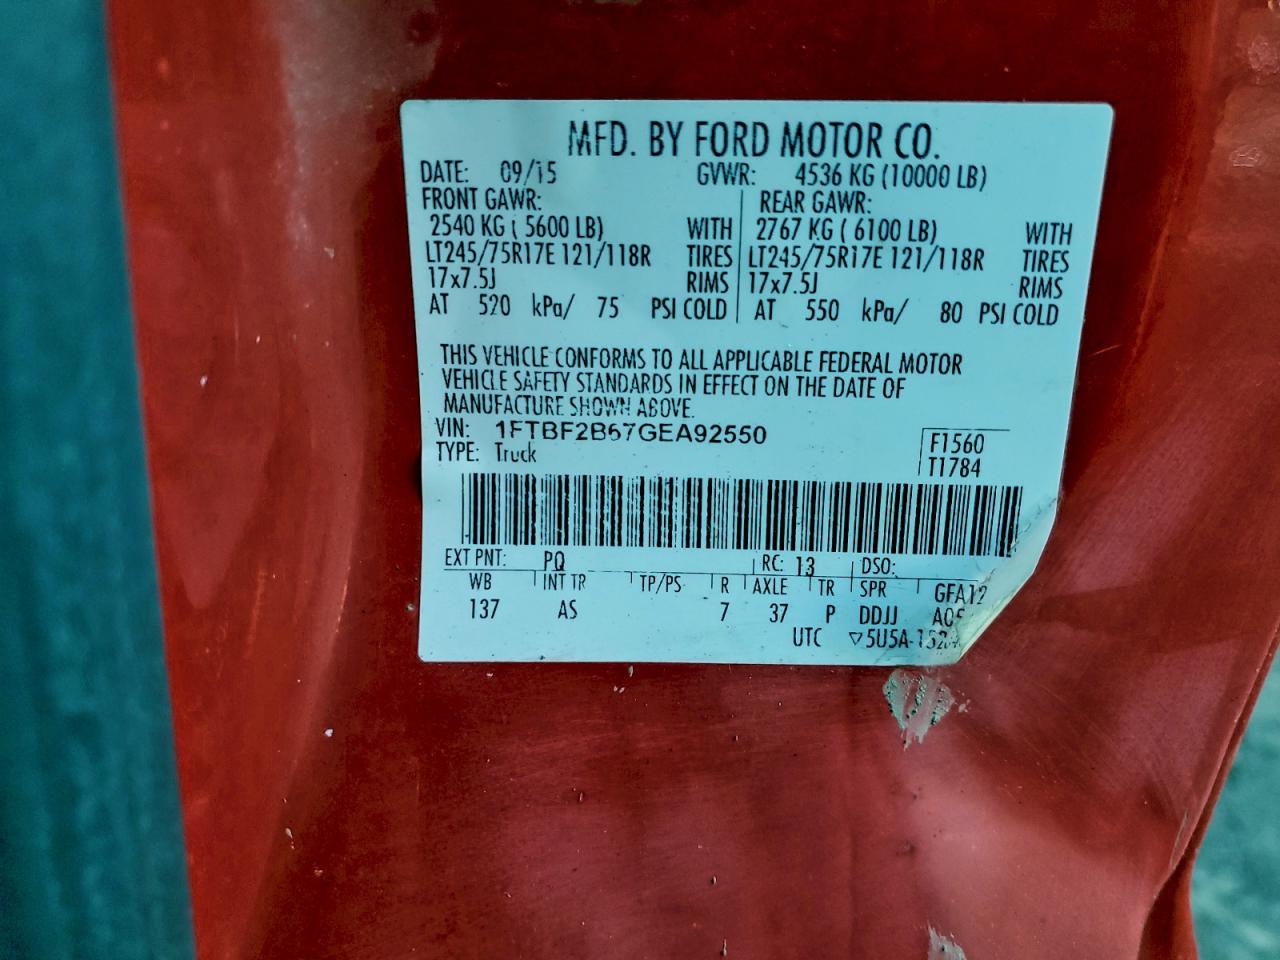 MFD. BY FORD MOTOR CO.
DATE: 09/15 GVWR: 4536 KG (10000 LB)
FRONT GAWR: REAR GAWR:
2540 KG ( 5600 LB) WITH 2767 KG ( 6100 LB) WITH
LT245/75R17E 121/118R TIRES LT245/75R17E 121/118R TIRES
17x7.5J RIMS 17x7.5J RIMS
AT 520 kPa/ 75 PSI COLD AT 550 kPa/ 80 PSI COLD
THIS VEHICLE CONFORMS TO ALL APPLICABLE FEDERAL MOTOR
VEHICLE SAFETY STANDARDS IN EFFECT ON THE DATE OF
MANUFACTURE SHOWN ABOVE.
VIN: 1FTBF2B67GEA92550
TYPE: Truck
F1560
T1784
EXT PNT: PQ RC: 13 DSO:
WB INT TR TP/PS R AXLE TR SPR GFA12
137 AS 7 37 P DDJJ
UTC ▽5U5A-